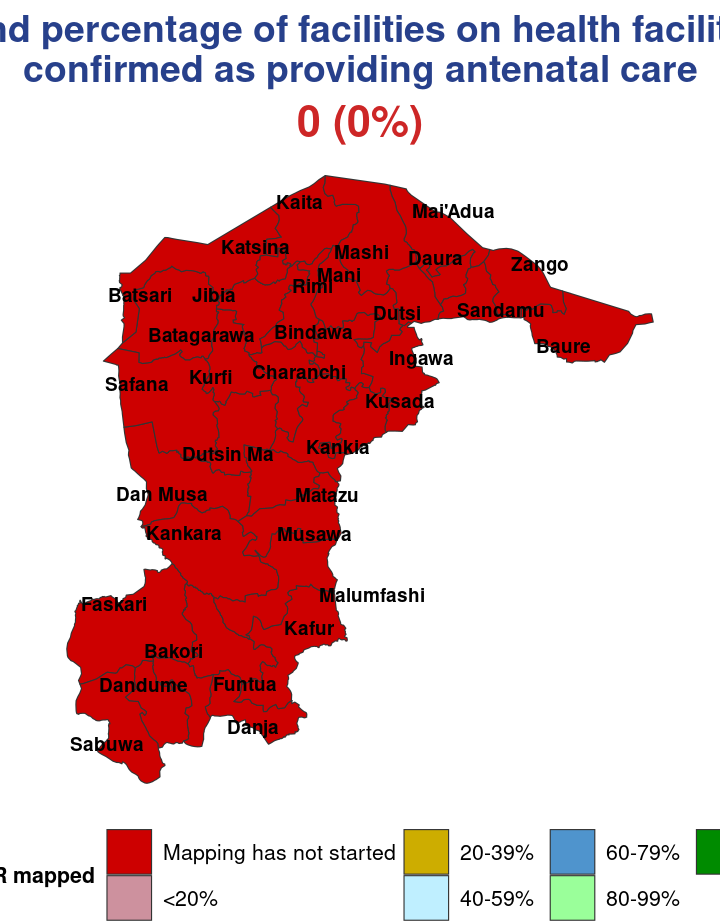 nd percentage of facilities on health facilit
confirmed as providing antenatal care
0 (0%)
Kaita
Mai'Adua
Katsina
Mashi
Daura
Zango
Mani
Rimi
Batsari
Jibia
Dutsi
Sandamu
Batagarawa
Bindawa
Baure
Ingawa
Safana
Kurfi
Charanchi
Kusada
Dutsin Ma
Kankia
Dan Musa
Matazu
Kankara
Musawa
Malumfashi
Faskari
Kafur
Bakori
Dandume
Funtua
Danja
Sabuwa
R mapped
Mapping has not started
20-39%
60-79%
<20%
40-59%
80-99%